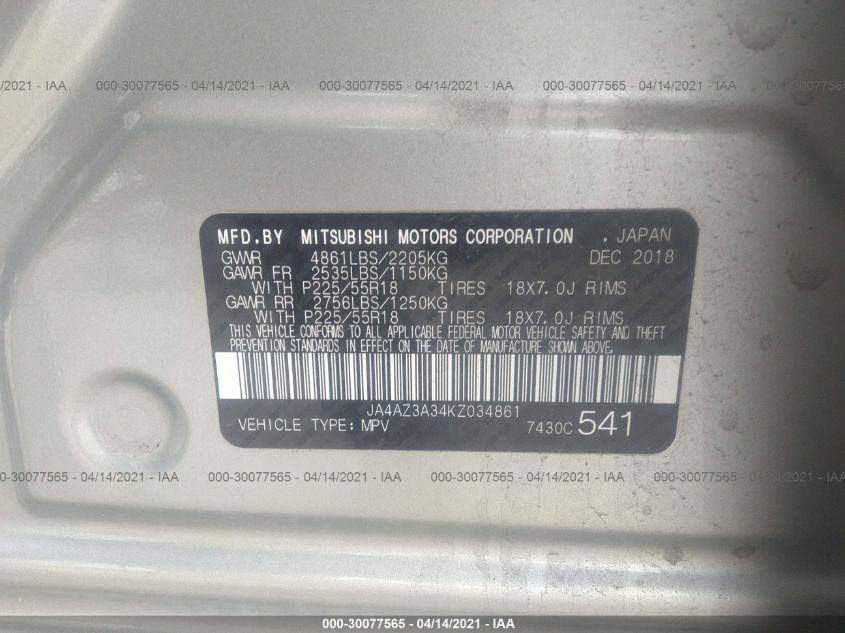 /2021 - IAA 000-30077565 - 04/14/2021 - IAA 000-30077565 - 04/14/2021 - IAA 000-30077565 - 04/14/2021
MFD.BY MITSUBISHI MOTORS CORPORATION , JAPAN
GVWR 4861LBS/2205KG DEC 2018
GAWR FR 2535LBS/1150KG
WITH P225/55R18 TIRES 18X7.0J RIMS
GAWR RR 2756LBS/1250KG
WITH P225/55R18 TIRES 18X7.0J RIMS
THIS VEHICLE CONFORMS TO ALL APPLICABLE FEDERAL MOTOR VEHICLE SAFETY AND THEFT
PREVENTION STANDARDS IN EFFECT ON THE DATE OF MANUFACTURE SHOWN ABOVE.
JA4AZ3A34KZ034861
VEHICLE TYPE:MPV 7430C 541
000-30077565 - 04/14/2021 - IAA 000-30077565 - 04/14/2021 - IAA 000-30077565 - 04/14/2021 - IAA 000-30077565 - 04/14/2021 - IAA
000-30077565 - 04/14/2021 - IAA